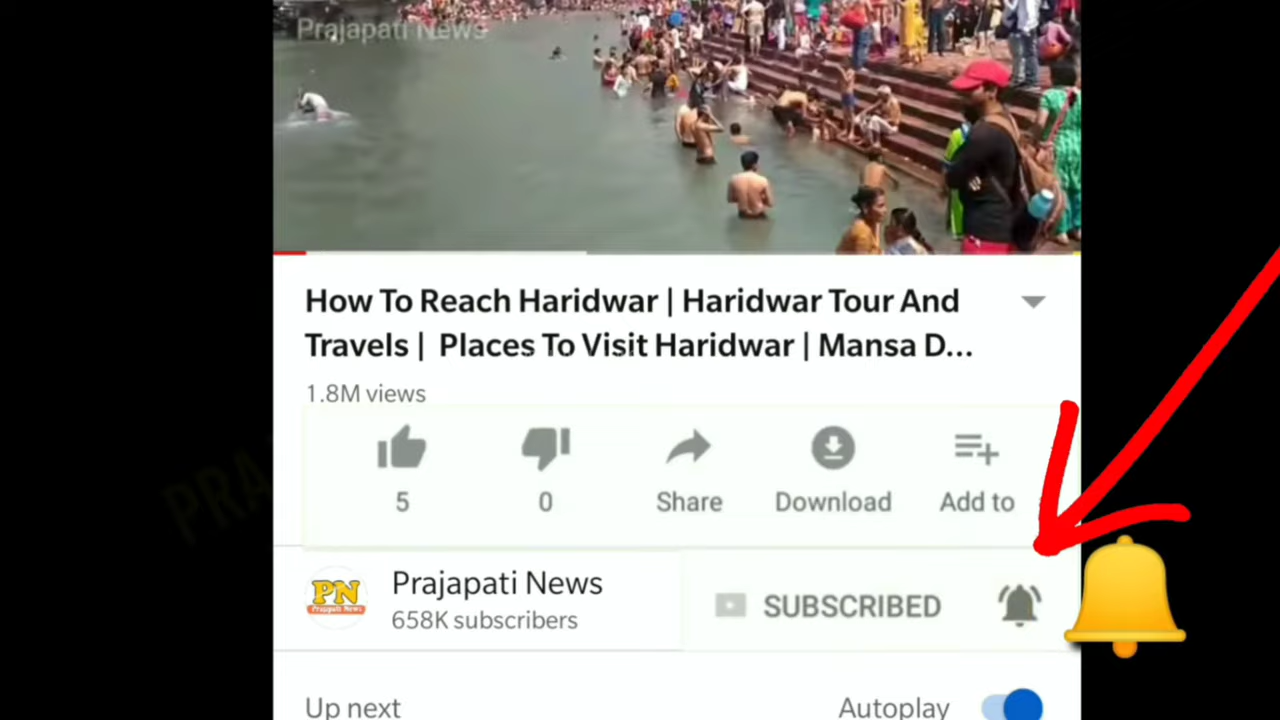 Prajapati News
How To Reach Haridwar | Haridwar Tour And
Travels | Places To Visit Haridwar | Mansa D...
1.8M views
5
0
Share
Download
Add to
PRA
PN
Prajapati News
Prajapati News
658K subscribers
SUBSCRIBED
Up next
Autoplay